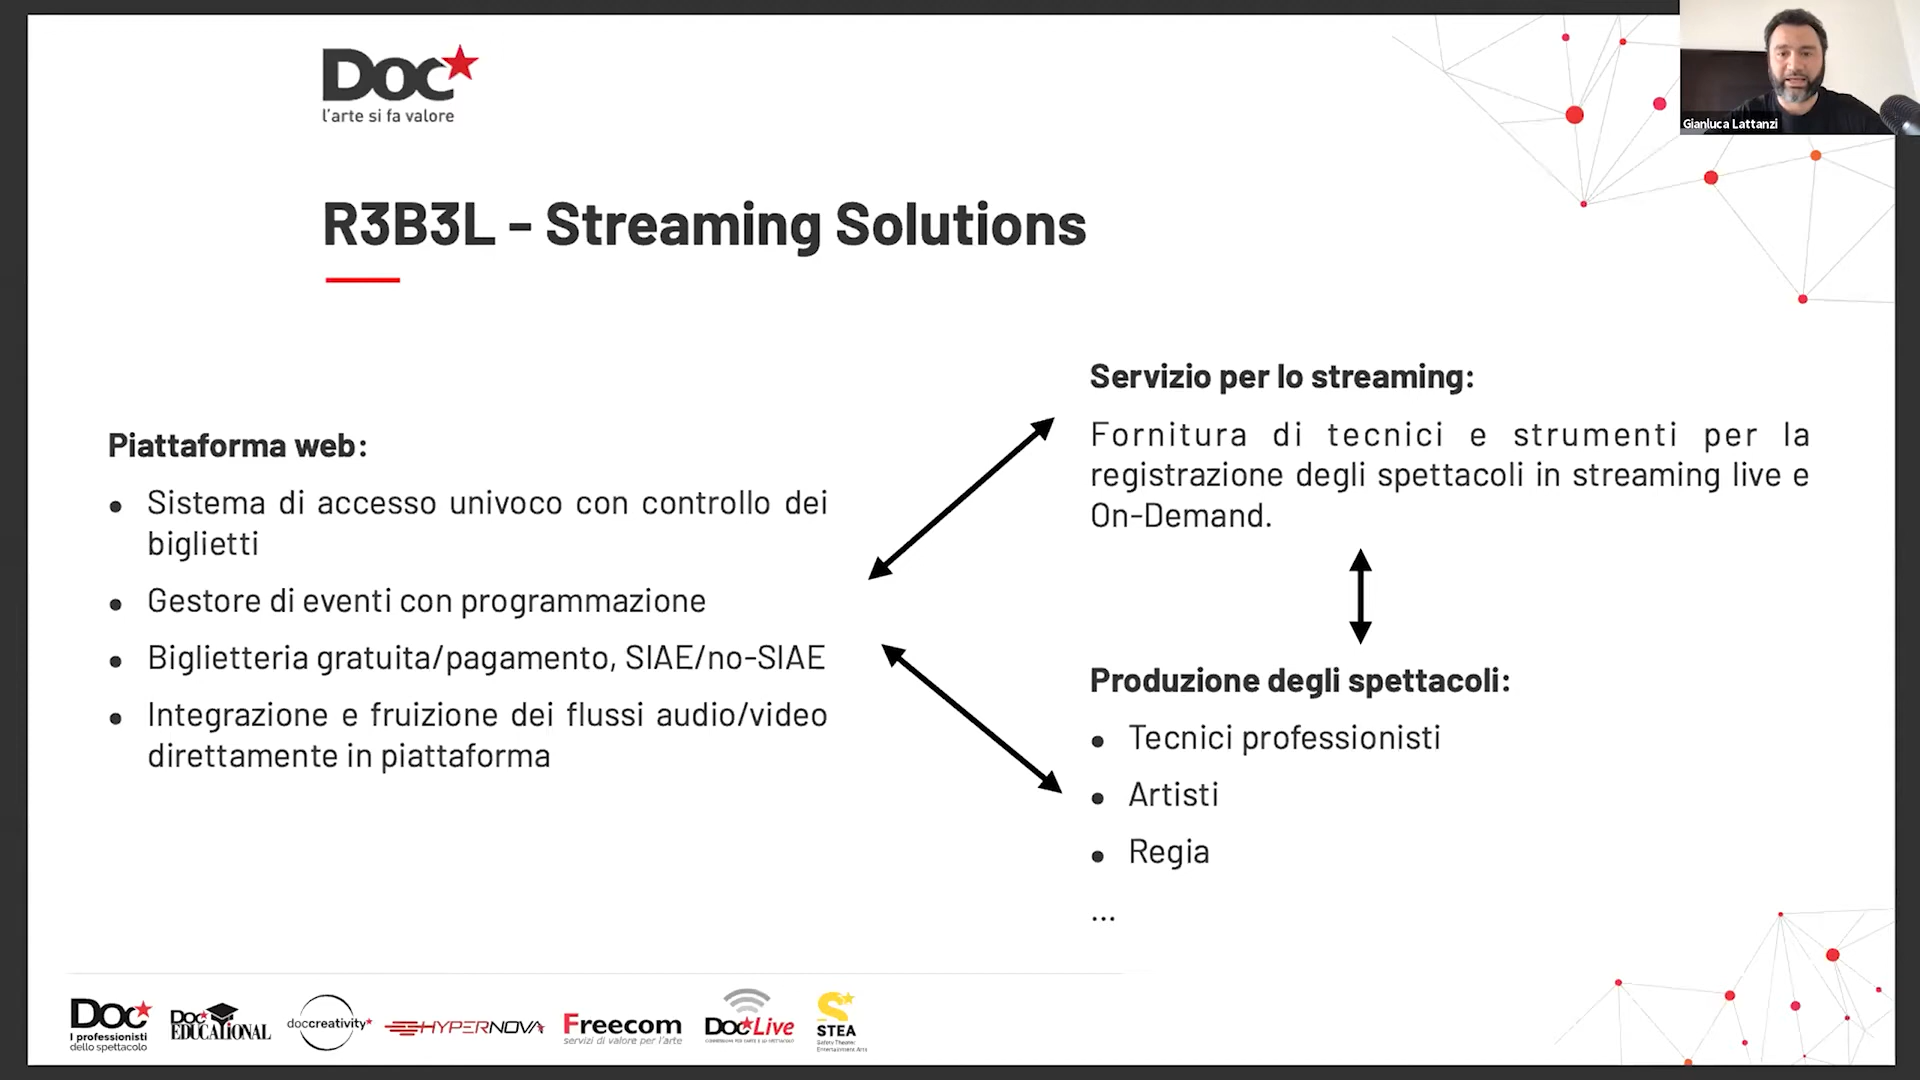 Doc
l'arte si fa valore
Gianluca Lattanzi
R3B3L - Streaming Solutions
Piattaforma web:
• Sistema di accesso univoco con controllo dei
biglietti
• Gestore di eventi con programmazione
• Biglietteria gratuita/pagamento, SIAE/no-SIAE
• Integrazione e fruizione dei flussi audio/video
direttamente in piattaforma
Servizio per lo streaming:
Fornitura di tecnici e strumenti per la
registrazione degli spettacoli in streaming live e
On-Demand.
Produzione degli spettacoli:
• Tecnici professionisti
• Artisti
• Regia
...
Doc
I professionisti
dello spettacolo
Doc
EDUCATIONAL
doccreativity
HYPERNOVA
Freecom
servizi di valore per l'arte
Doc Live
STEA